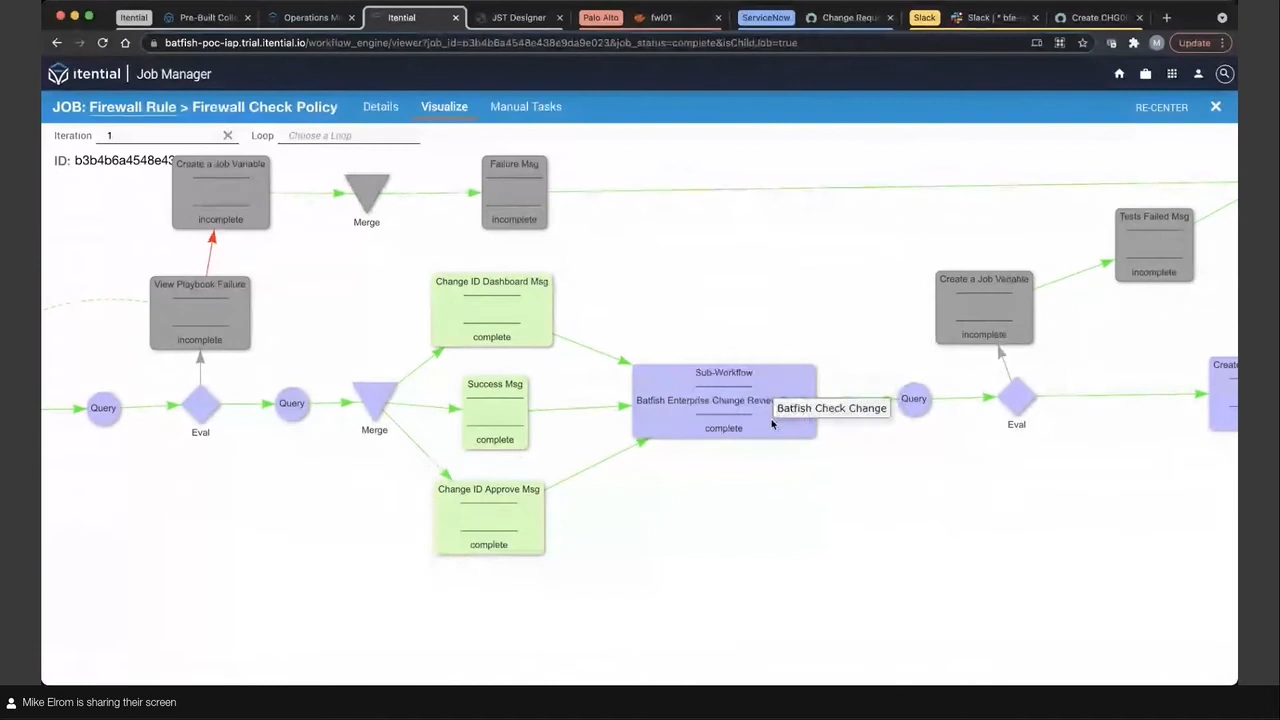 Itential
Pre-Built Coll
Operations M
Itential
JST Designer
Palo Alto
fwl01
ServiceNow
Change Requ
Slack
Slack | * bfe-
Create CHG0
batfish-poc-iap.trial.itential.io/workflow_engine/viewer?job_id=b3b4b6a4548e438e9da9e023&job_status=complete&isChildJob=true
M
Update
itential | Job Manager
JOB: Firewall Rule > Firewall Check Policy
Details
Visualize
Manual Tasks
RE-CENTER
Iteration 1
Loop Choose a Loop
ID: b3b4b6a4548e43
Create a Job Variable
incomplete
Merge
Failure Msg
incomplete
Tests Failed Msg
incomplete
View Playbook Failure
incomplete
Change ID Dashboard Msg
complete
Create a Job Variable
incomplete
Query
Eval
Query
Merge
Success Msg
complete
Sub-Workflow
Batfish Enterprise Change Revie
complete
Batfish Check Change
Query
Eval
Create
Change ID Approve Msg
complete
Mike Elrom is sharing their screen